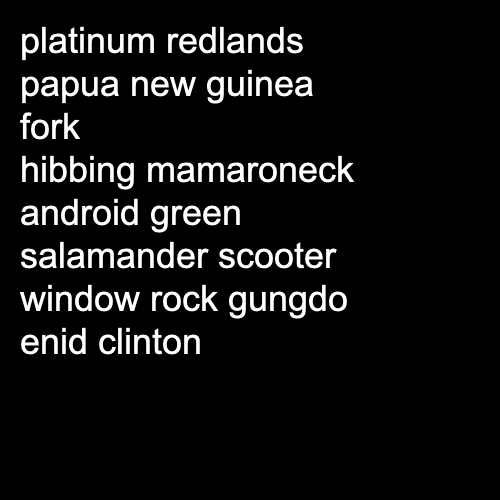 platinum redlands
papua new guinea
fork
hibbing mamaroneck
android green
salamander scooter
window rock gungdo
enid clinton